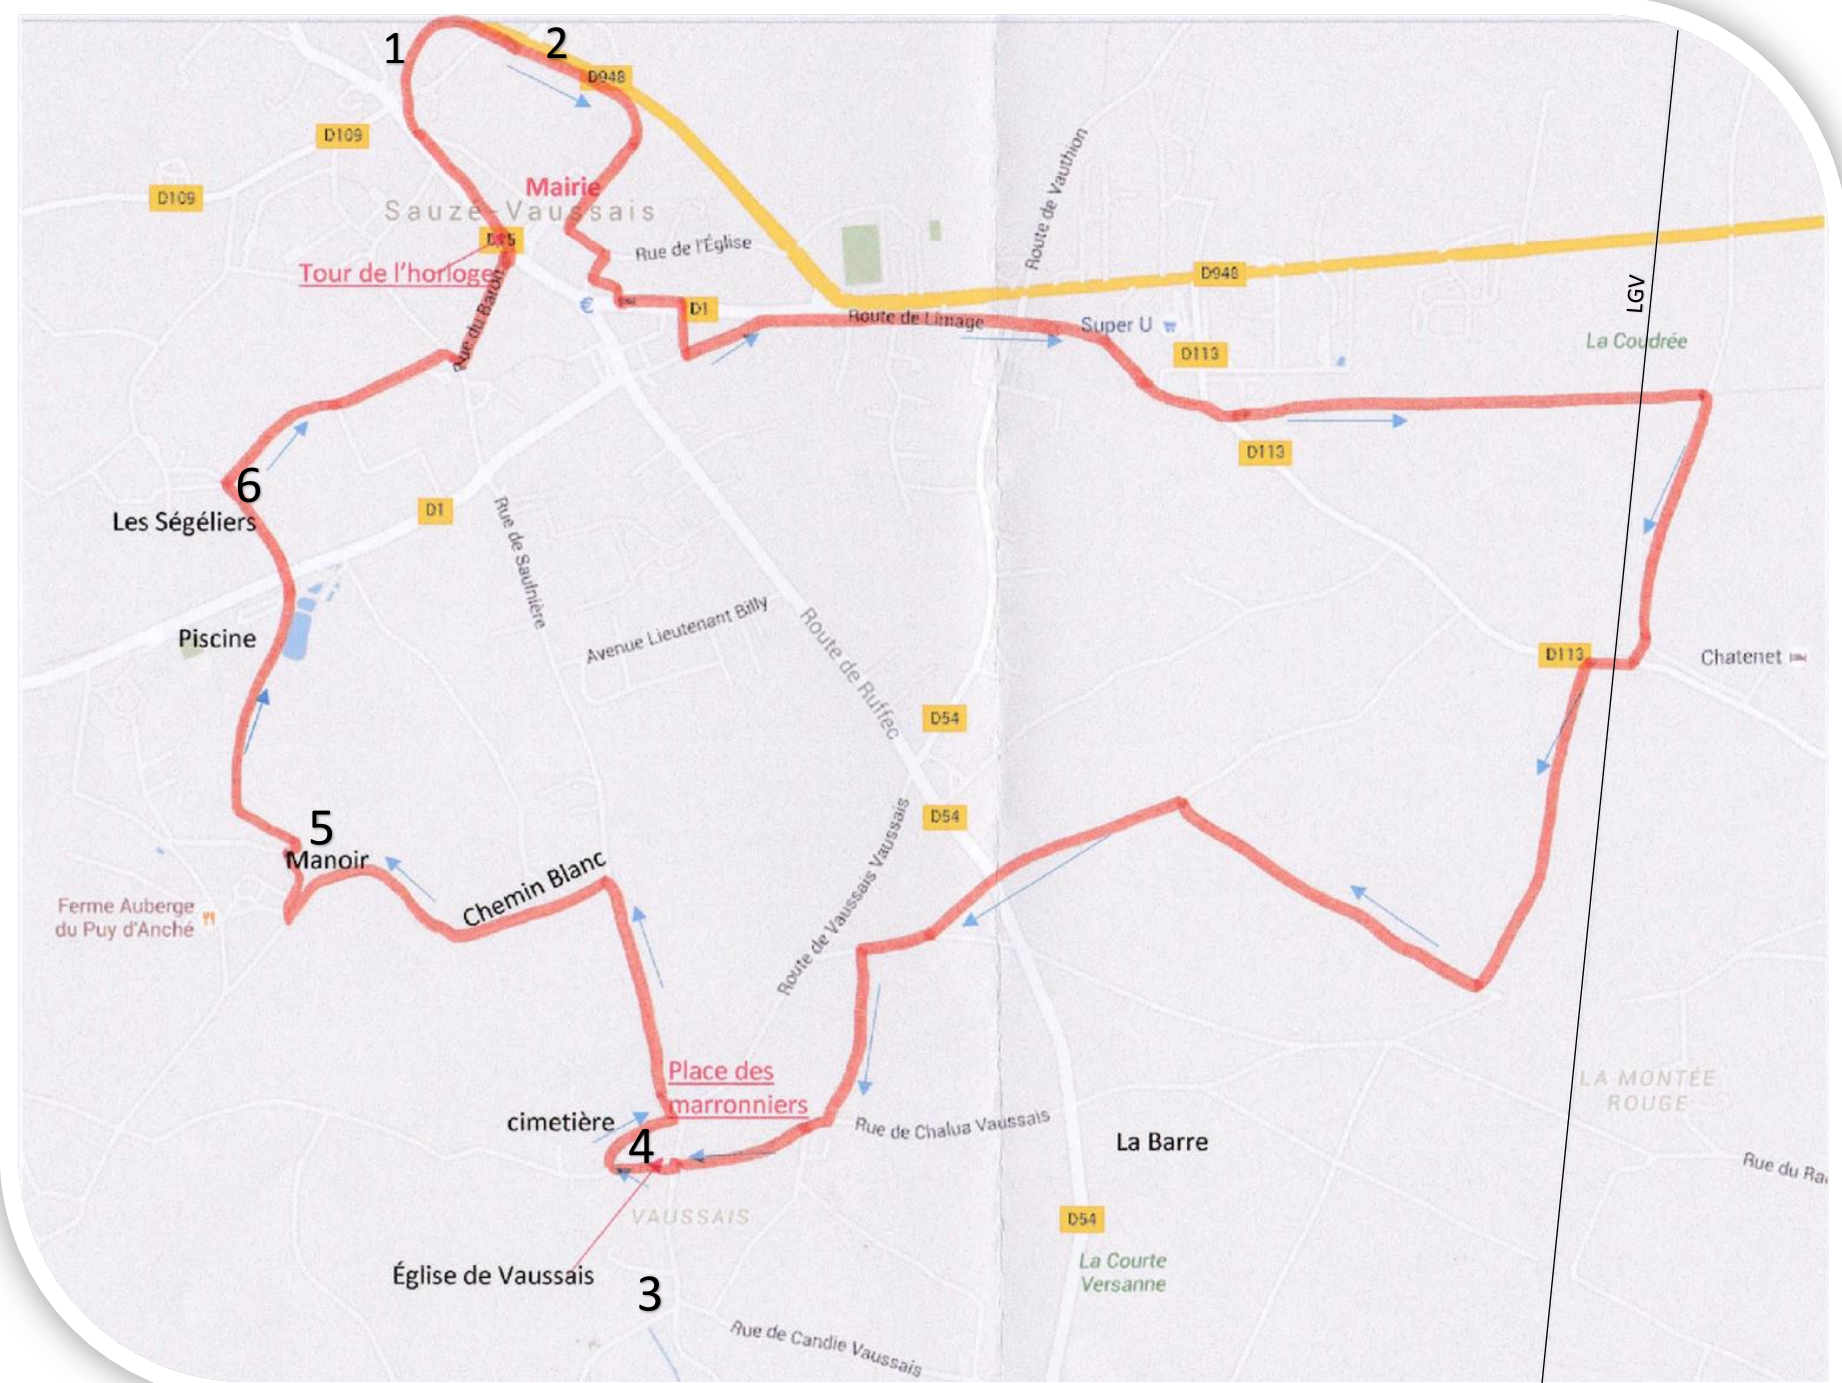 1
2
D948
D109
D109
Mairie
Sauzé-Vaussais
Route de Vauthion
Rue de l'Église
Tour de l'horloge
Rue du Baron
€
D1
D948
LGV
Route de Limage
Super U
La Coudrée
D113
D113
6
Les Ségéliers
D1
Rue de Saulnière
Avenue Lieutenant Billy
Route de Ruffec
Piscine
D113
Chatenet
D54
D54
5
Manoir
Chemin Blanc
Route de Vaussais Vaussais
Ferme Auberge
du Puy d'Anché
Place des
marronniers
cimetière
4
Rue de Chalua Vaussais
La Barre
LA MONTÉE
ROUGE
VAUSSAIS
D54
Église de Vaussais
3
La Courte
Versanne
Rue de Candie Vaussais